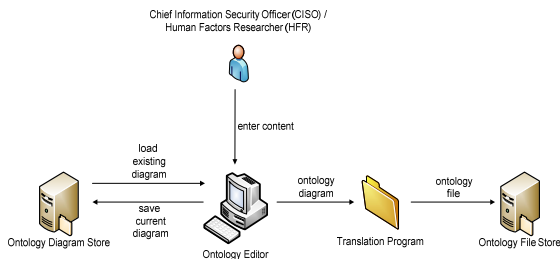 Chief Information Security Officer (CISO) /
Human Factors Researcher (HFR)
enter content
load
existing
diagram
save
current
diagram
ontology
diagram
ontology
file
Ontology Diagram Store
Ontology Editor
Translation Program
Ontology File Store